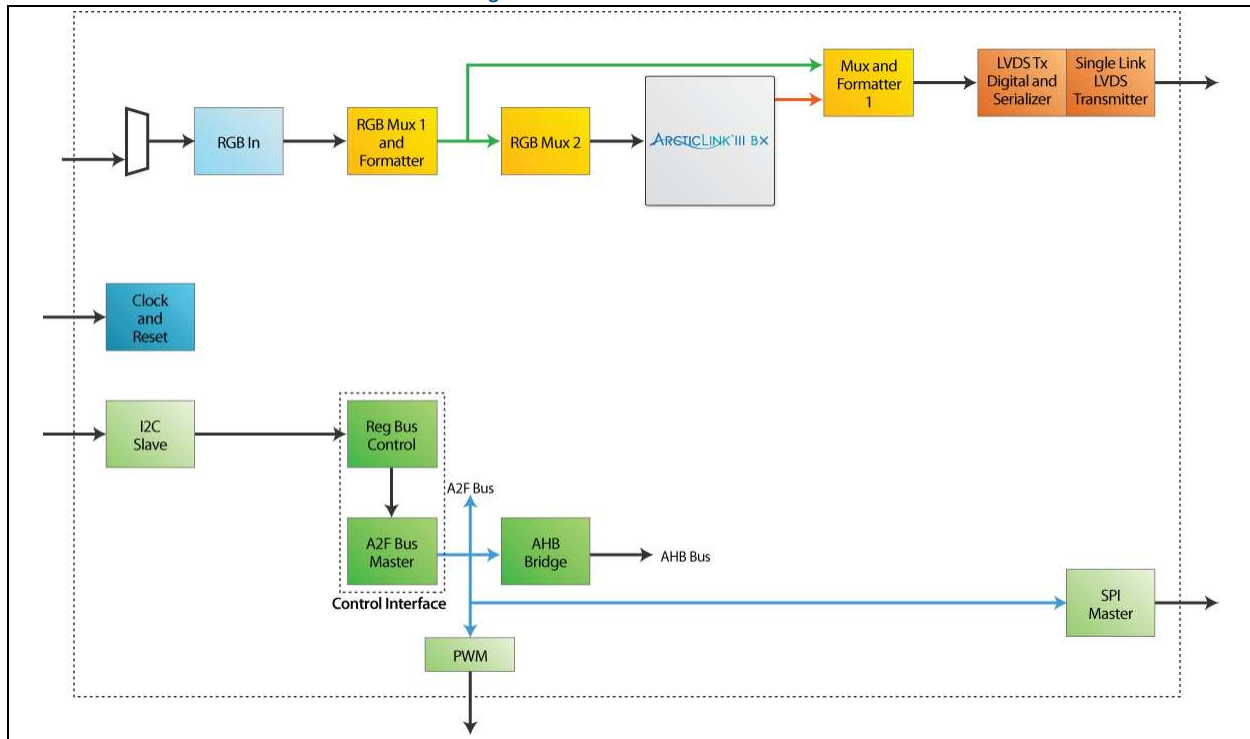 RGB In
RGB Mux 1
and
Formatter
RGB Mux 2
ARCTICLINK III BX
Mux and
Formatter
1
LVDS Tx
Digital and
Serializer
Single Link
LVDS
Transmitter
Clock
and
Reset
I2C
Slave
Reg Bus
Control
A2F Bus
A2F Bus
Master
AHB
Bridge
AHB Bus
Control Interface
SPI
Master
PWM